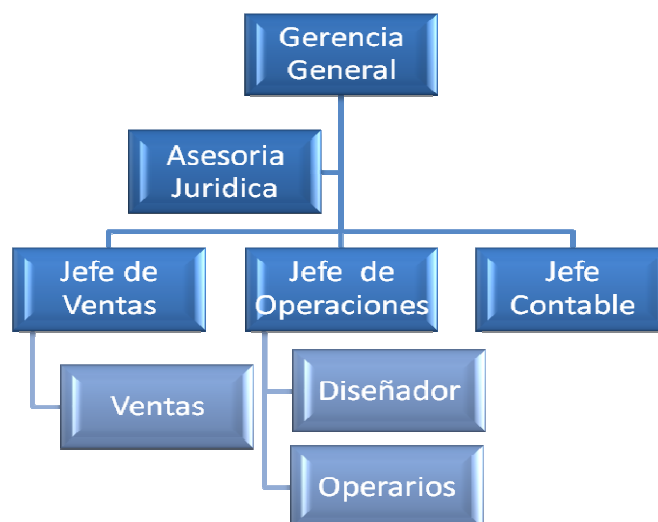 Gerencia
General
Asesoria
Juridica
Jefe de
Ventas
Jefe de
Operaciones
Jefe
Contable
Ventas
Diseñador
Operarios